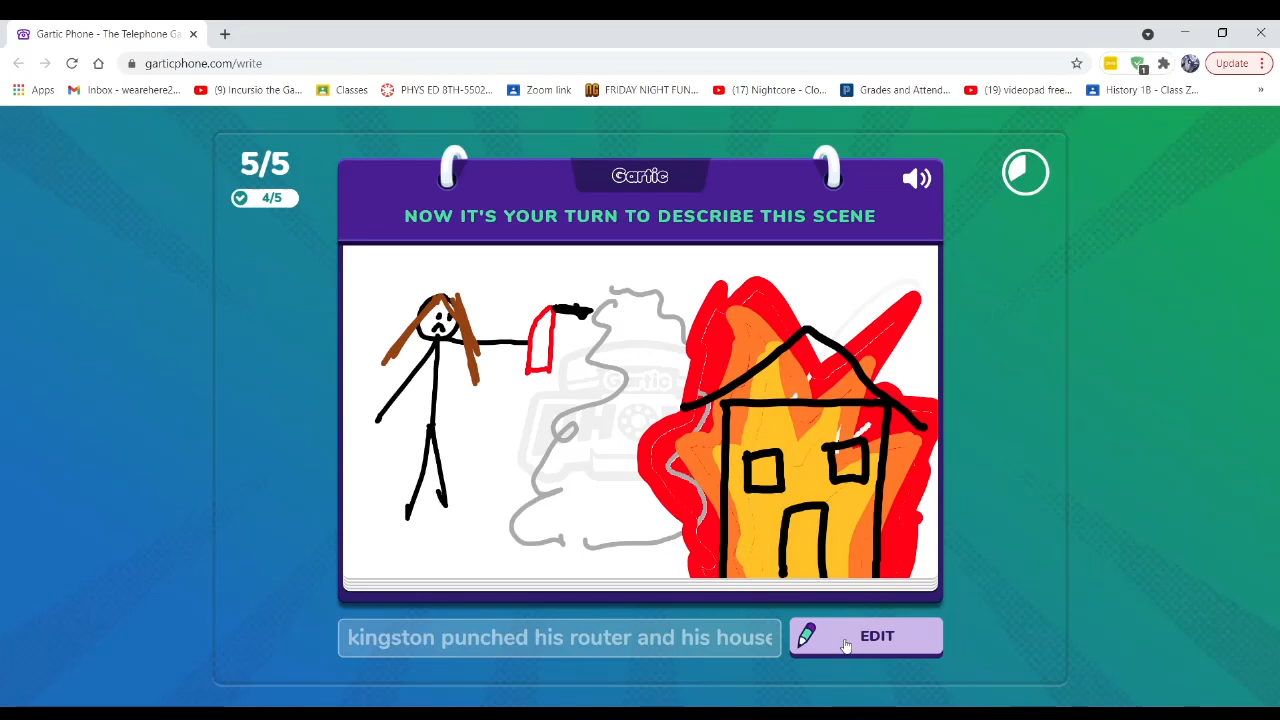 Gartic Phone - The Telephone Ga
garticphone.com/write
Update
Apps
Inbox - wearehere2...
(9) Incursio the Ga...
Classes
PHYS ED 8TH-5502...
Zoom link
FRIDAY NIGHT FUN...
(17) Nightcore - Clo...
Grades and Attend...
(19) videopad free...
History 1B - Class Z...
»
5/5
4/5
Gartic
NOW IT'S YOUR TURN TO DESCRIBE THIS SCENE
Gartic
PHONE
kingston punched his router and his house
EDIT